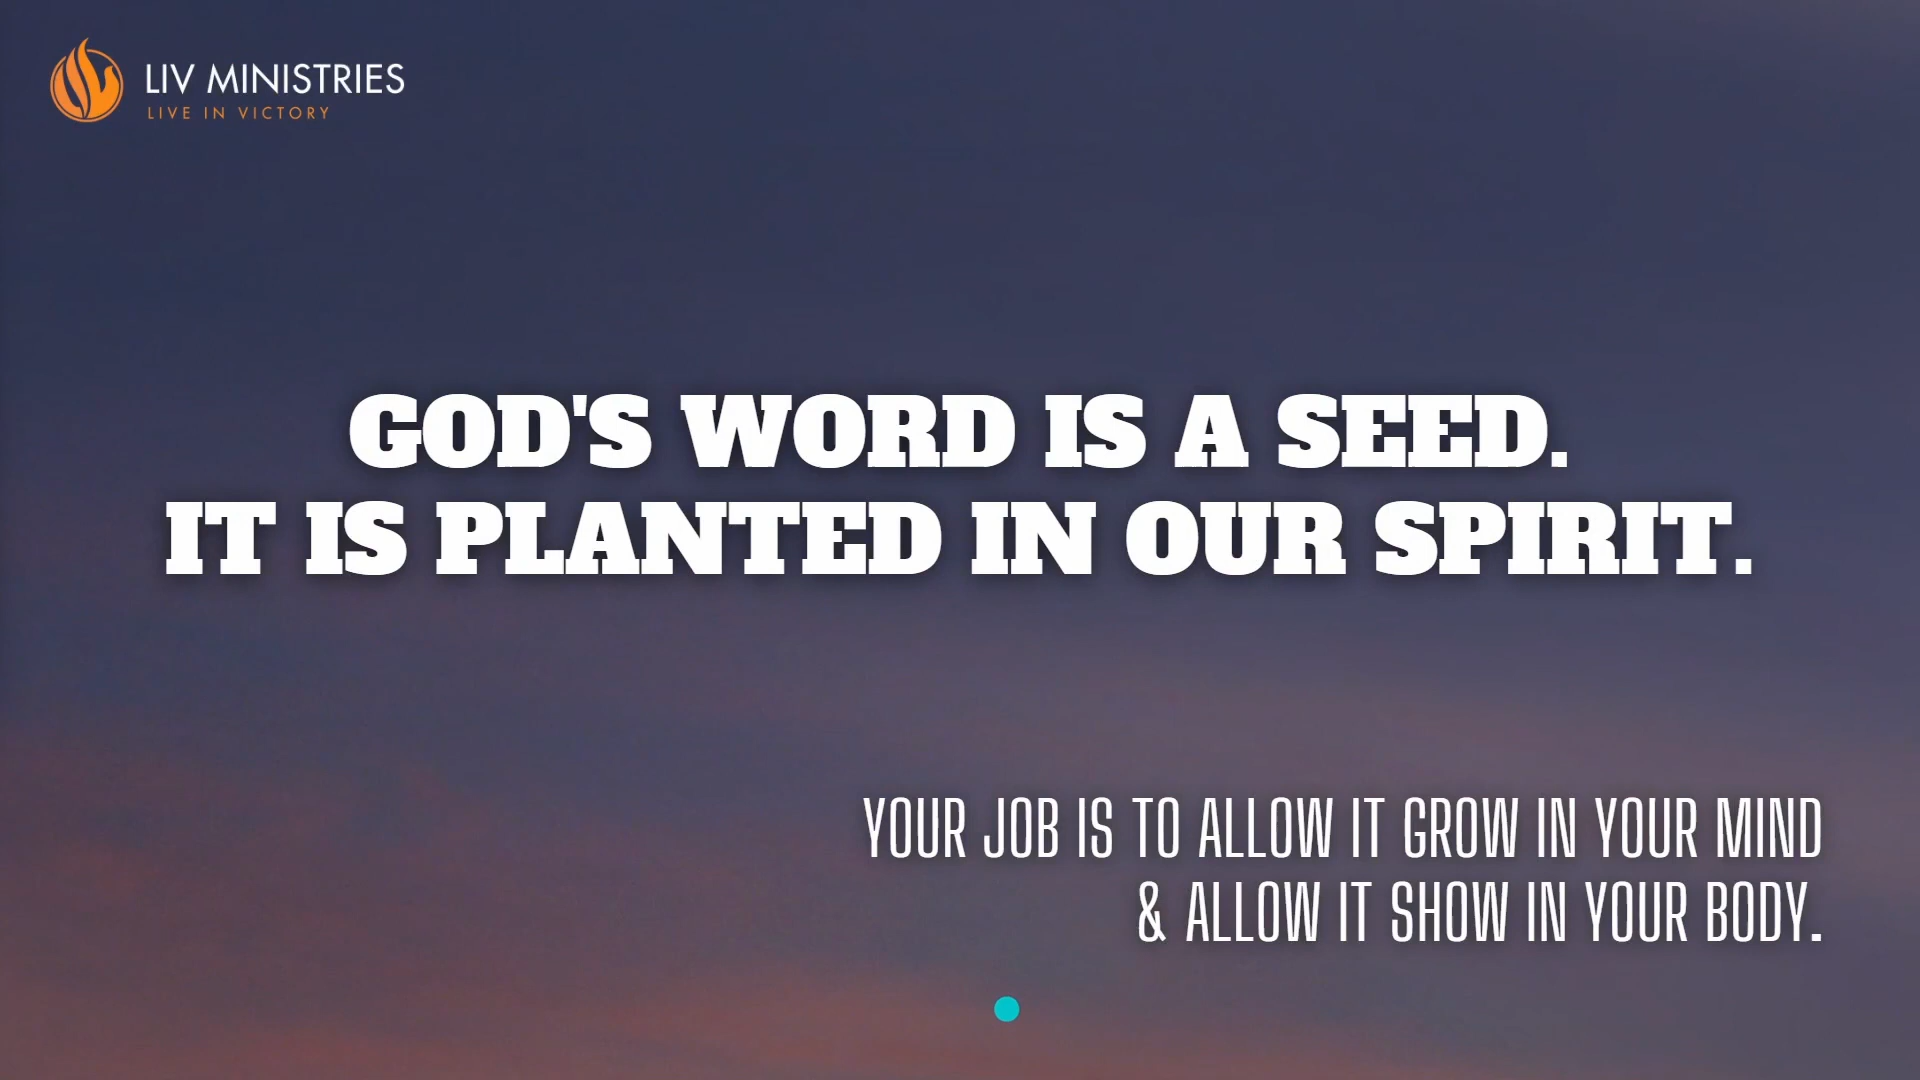 LIV MINISTRIES
LIVE IN VICTORY
GOD'S WORD IS A SEED.
IT IS PLANTED IN OUR SPIRIT.
YOUR JOB IS TO ALLOW IT GROW IN YOUR MIND
& ALLOW IT SHOW IN YOUR BODY.